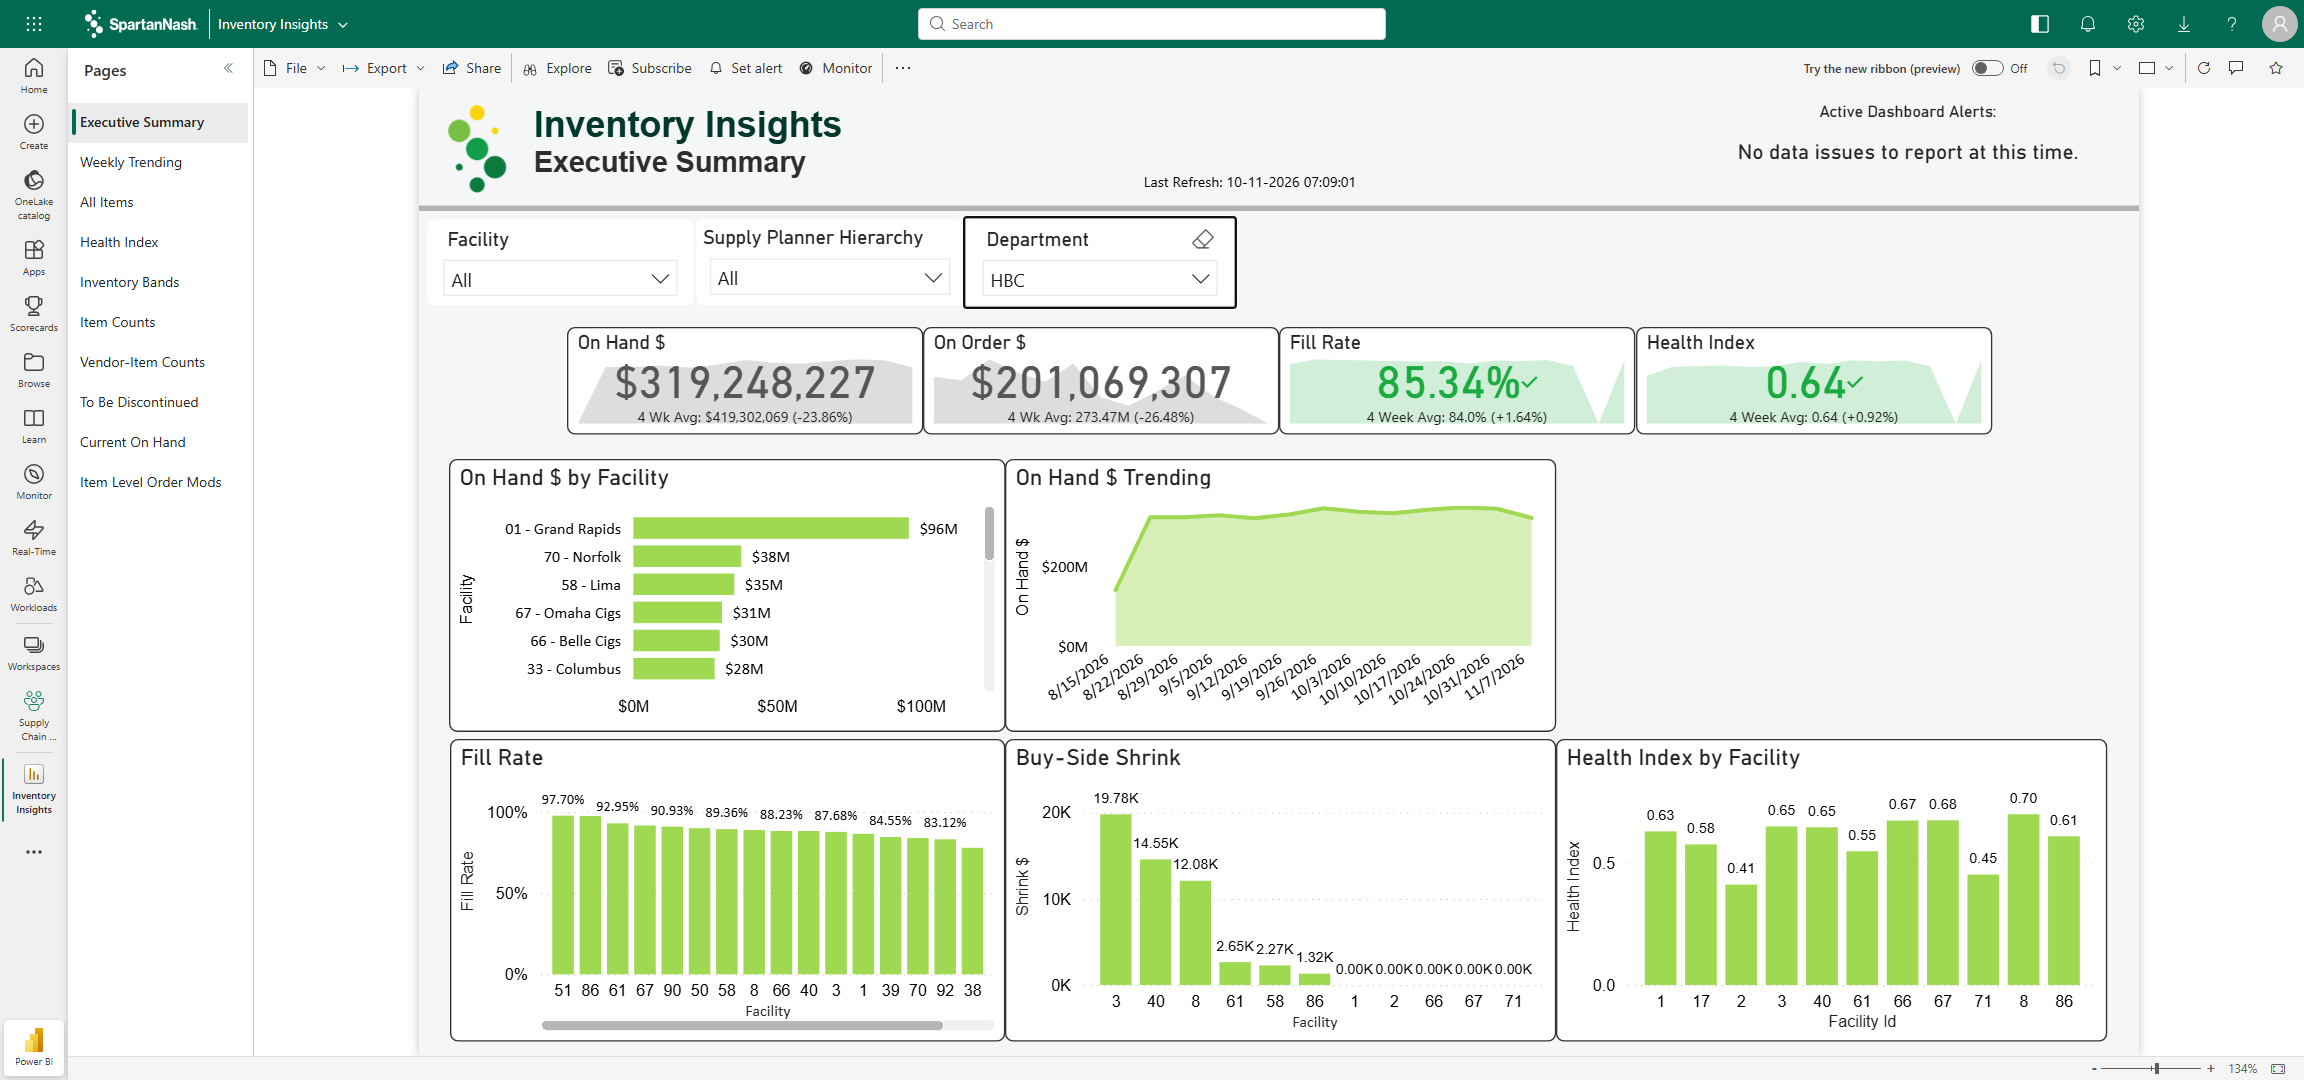 SpartanNash
Inventory Insights
Search
Home
Create
OneLake catalog
Apps
Scorecards
Browse
Learn
Monitor
Real-Time
Workloads
Workspaces
Supply Chain ...
Inventory Insights
Power BI
Pages
Executive Summary
Weekly Trending
All Items
Health Index
Inventory Bands
Item Counts
Vendor-Item Counts
To Be Discontinued
Current On Hand
Item Level Order Mods
File
Export
Share
Explore
Subscribe
Set alert
Monitor
Try the new ribbon (preview)
Off
Inventory Insights
Executive Summary
Last Refresh: 10-11-2026 07:09:01
Active Dashboard Alerts:
No data issues to report at this time.
Facility
All
Supply Planner Hierarchy
All
Department
HBC
On Hand $
$319,248,227
4 Wk Avg: $419,302,069 (-23.86%)
On Order $
$201,069,307
4 Wk Avg: 273.47M (-26.48%)
Fill Rate
85.34%
4 Week Avg: 84.0% (+1.64%)
Health Index
0.64
4 Week Avg: 0.64 (+0.92%)
On Hand $ by Facility
Facility
01 - Grand Rapids $96M
70 - Norfolk $38M
58 - Lima $35M
67 - Omaha Cigs $31M
66 - Belle Cigs $30M
33 - Columbus $28M
$0M $50M $100M
On Hand $ Trending
On Hand $
$200M
$0M
8/15/2026 8/22/2026 8/29/2026 9/5/2026 9/12/2026 9/19/2026 9/26/2026 10/3/2026 10/10/2026 10/17/2026 10/24/2026 10/31/2026 11/7/2026
Fill Rate
Fill Rate
97.70% 92.95% 90.93% 89.36% 88.23% 87.68% 84.55% 83.12%
100%
50%
0%
51 86 61 67 90 50 58 8 66 40 3 1 39 70 92 38
Facility
Buy-Side Shrink
Shrink $
20K
10K
0K
19.78K 14.55K 12.08K 2.65K 2.27K 1.32K 0.00K 0.00K 0.00K 0.00K 0.00K
3 40 8 61 58 86 1 2 66 67 71
Facility
Health Index by Facility
Health Index
0.5
0.0
0.63 0.58 0.41 0.65 0.65 0.55 0.67 0.68 0.45 0.70 0.61
1 17 2 3 40 61 66 67 71 8 86
Facility Id
- + 134%